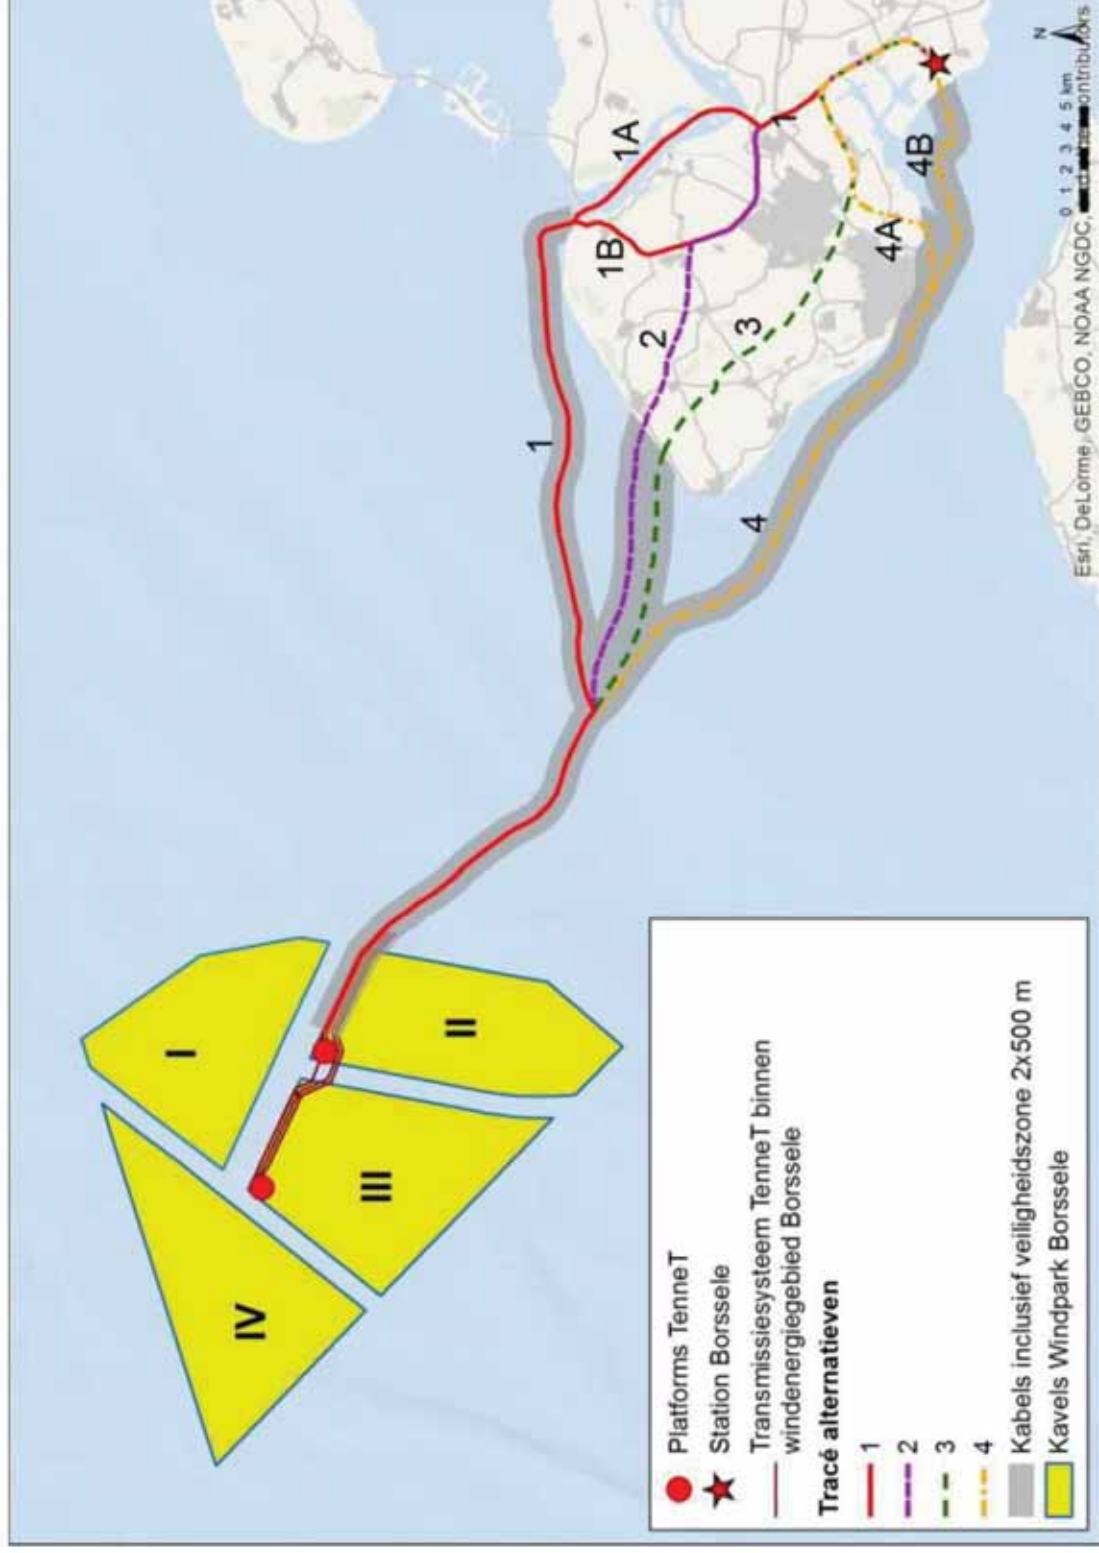 I
II
III
IV
1
1A
1B
1
2
3
4
4A
4B
N
0 1 2 3 4 5 km
Esri, DeLorme, GEBCO, NOAA NGDC, contributors
Platforms TenneT
Station Borssele
Transmissiesysteem TenneT binnen
windenergiegebied Borssele
Tracé alternatieven
1
2
3
4
Kabels inclusief veiligheidszone 2x500 m
Kavels Windpark Borssele